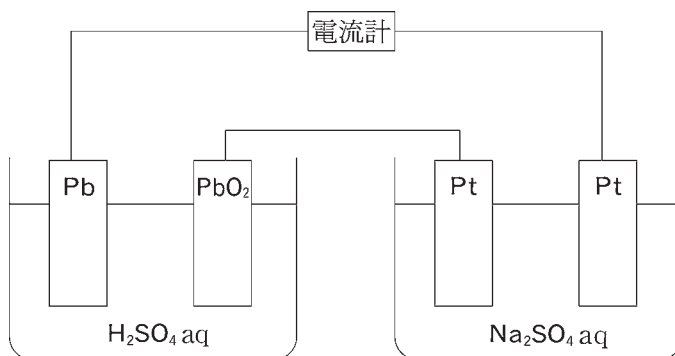 電流計
Pb PbO₂ Pt Pt
H₂SO₄ aq Na₂SO₄ aq